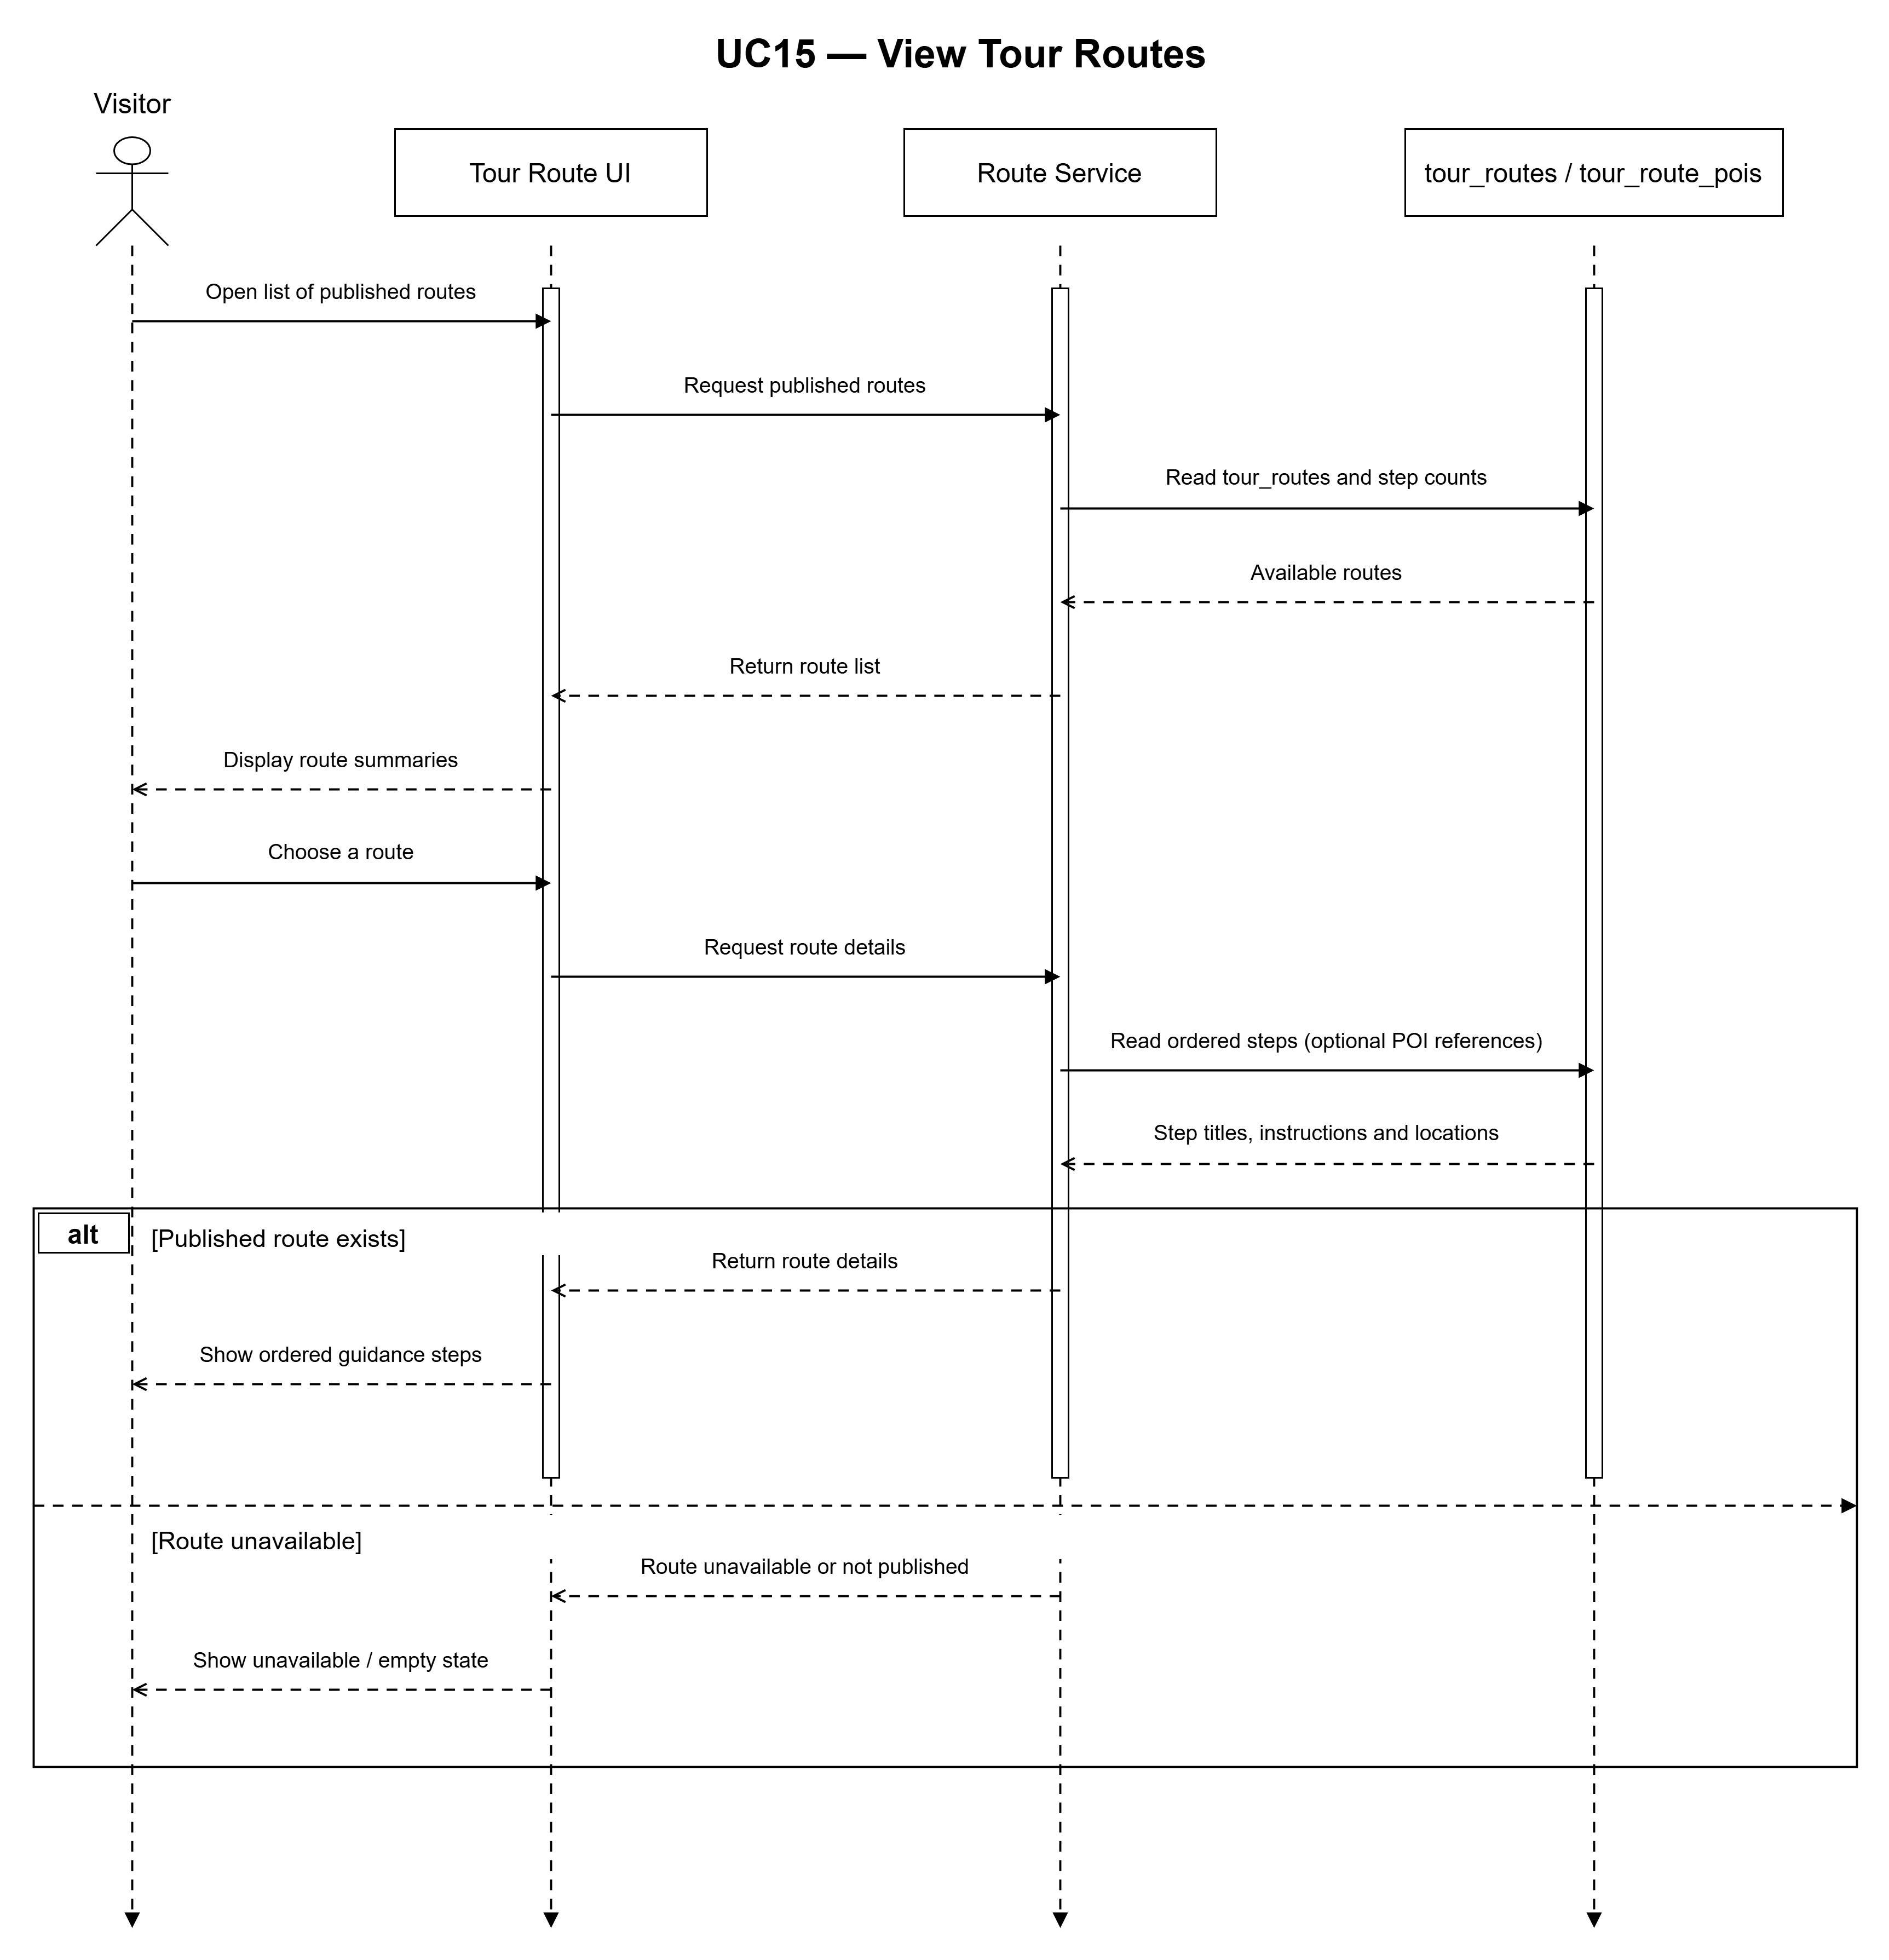 UC15 — View Tour Routes
Visitor
Tour Route UI
Route Service
tour_routes / tour_route_pois
Open list of published routes
Request published routes
Read tour_routes and step counts
Available routes
Return route list
Display route summaries
Choose a route
Request route details
Read ordered steps (optional POI references)
Step titles, instructions and locations
alt
[Published route exists]
Return route details
Show ordered guidance steps
[Route unavailable]
Route unavailable or not published
Show unavailable / empty state